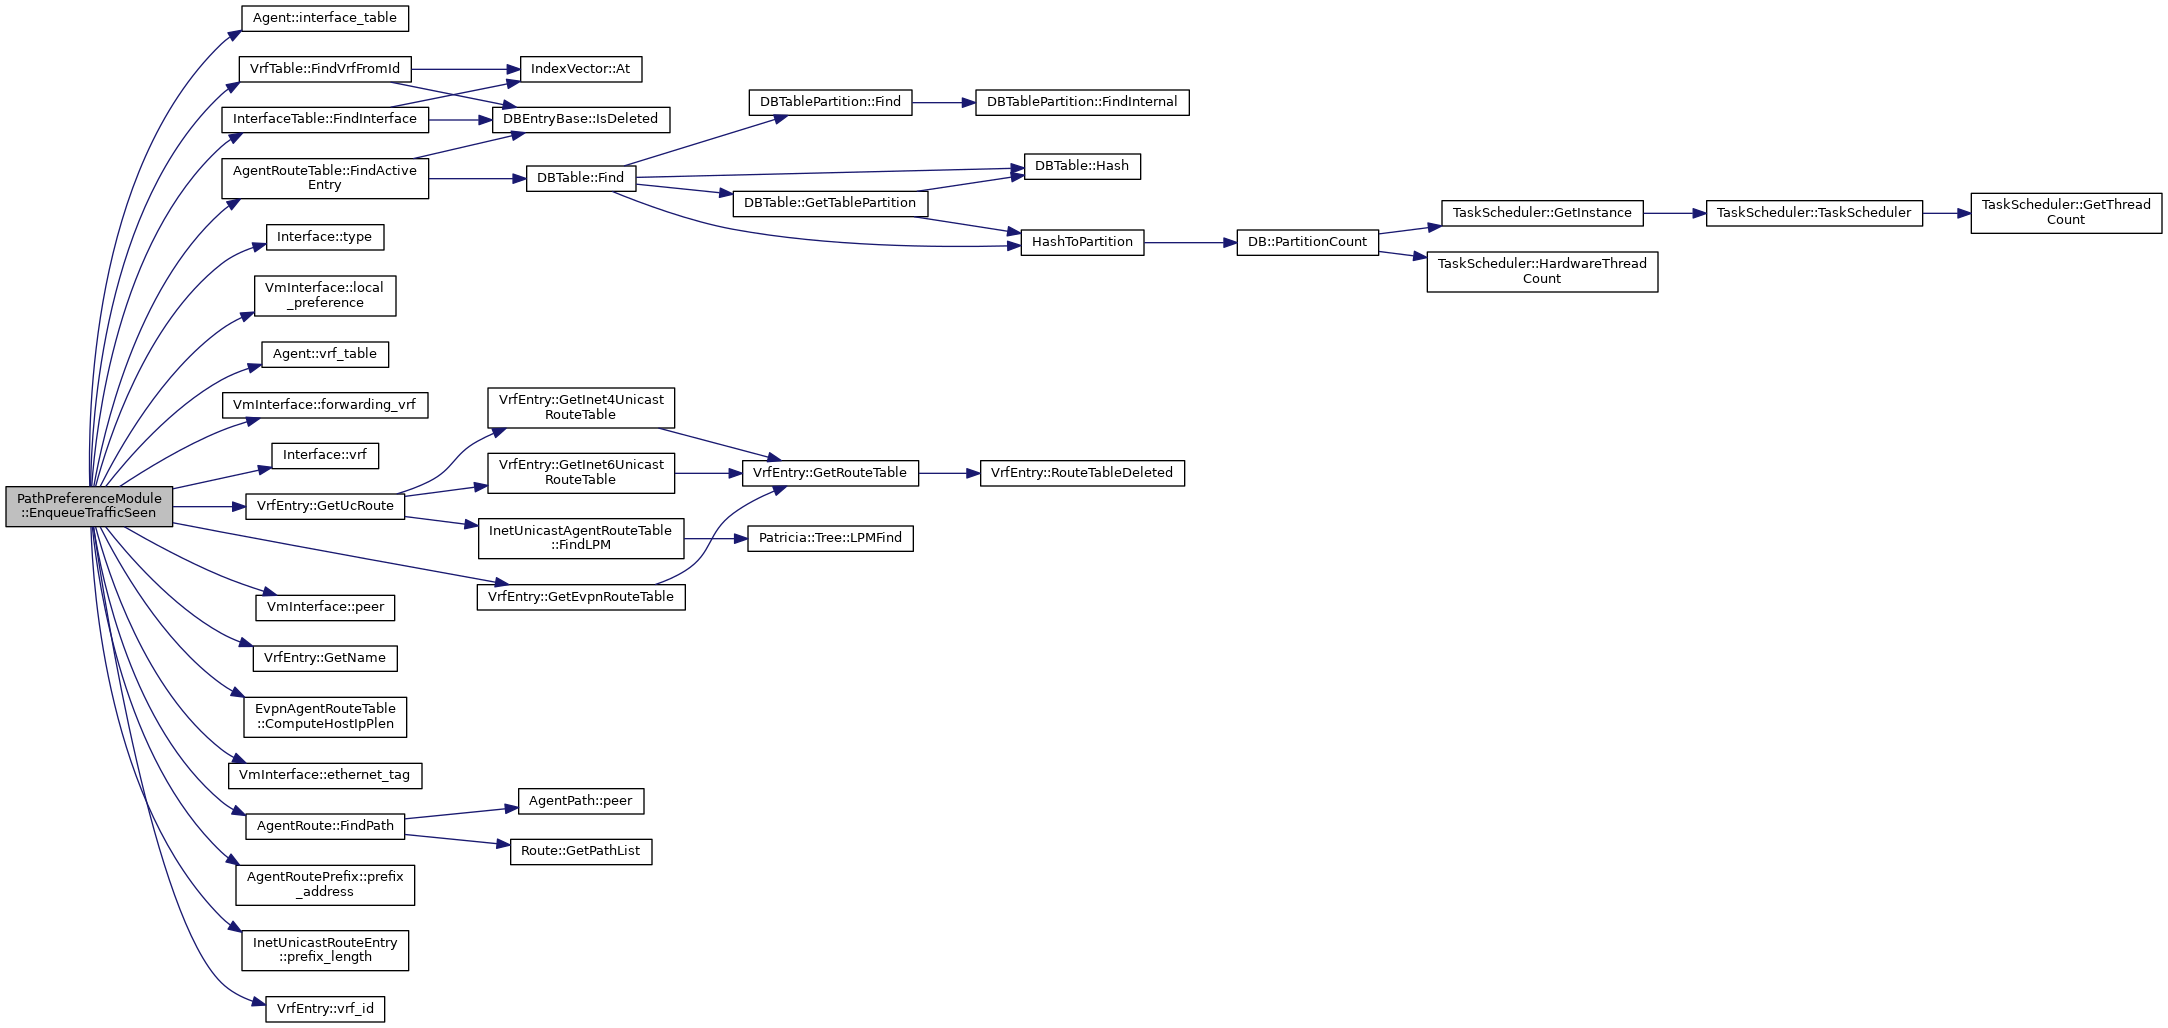 PathPreferenceModule
::EnqueueTrafficSeen
Agent::interface_table
VrfTable::FindVrfFromId
InterfaceTable::FindInterface
AgentRouteTable::FindActive
Entry
Interface::type
VmInterface::local
_preference
Agent::vrf_table
VmInterface::forwarding_vrf
Interface::vrf
VrfEntry::GetUcRoute
VmInterface::peer
VrfEntry::GetName
EvpnAgentRouteTable
::ComputeHostIpPlen
VmInterface::ethernet_tag
AgentRoute::FindPath
AgentRoutePrefix::prefix
_address
InetUnicastRouteEntry
::prefix_length
VrfEntry::vrf_id
IndexVector::At
DBEntryBase::IsDeleted
DBTable::Find
VrfEntry::GetInet4Unicast
RouteTable
VrfEntry::GetInet6Unicast
RouteTable
InetUnicastAgentRouteTable
::FindLPM
VrfEntry::GetEvpnRouteTable
AgentPath::peer
Route::GetPathList
DBTablePartition::Find
DBTable::GetTablePartition
VrfEntry::GetRouteTable
Patricia::Tree::LPMFind
DBTablePartition::FindInternal
DBTable::Hash
HashToPartition
VrfEntry::RouteTableDeleted
DB::PartitionCount
TaskScheduler::GetInstance
TaskScheduler::HardwareThread
Count
TaskScheduler::TaskScheduler
TaskScheduler::GetThread
Count